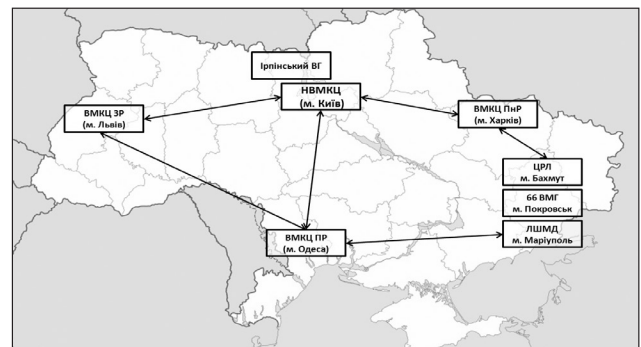 Ірпінський ВГ
НВМКЦ
(м. Київ)
ВМКЦ ЗР
(м. Львів)
ВМКЦ ПнР
(м. Харків)
ЦРЛ
м. Бахмут
66 ВМГ
м. Покровськ
ЛШМД
м. Маріуполь
ВМКЦ ПР
(м. Одеса)